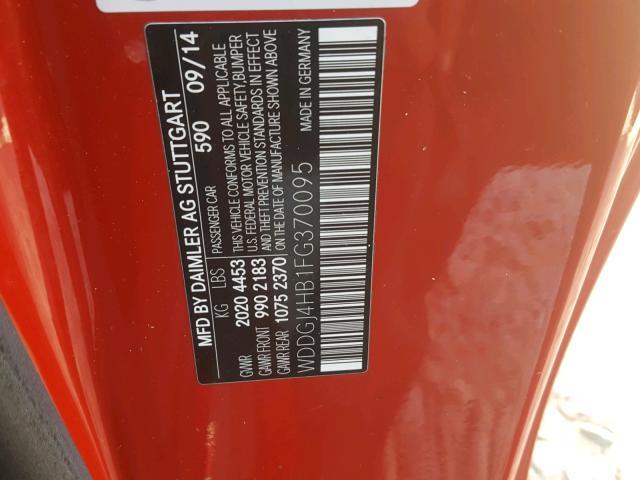 MFD BY DAIMLER AG STUTTGART
590 09/14
KG LBS PASSENGER CAR
GVWR 2020 4453 THIS VEHICLE CONFORMS TO ALL APPLICABLE
GAWR FRONT 990 2183 U.S. FEDERAL MOTOR VEHICLE SAFETY,BUMPER
GAWR REAR 1075 2370 AND THEFT PREVENTION STANDARDS IN EFFECT
ON THE DATE OF MANUFACTURE SHOWN ABOVE
WDDGJ4HB1FG370095 MADE IN GERMANY